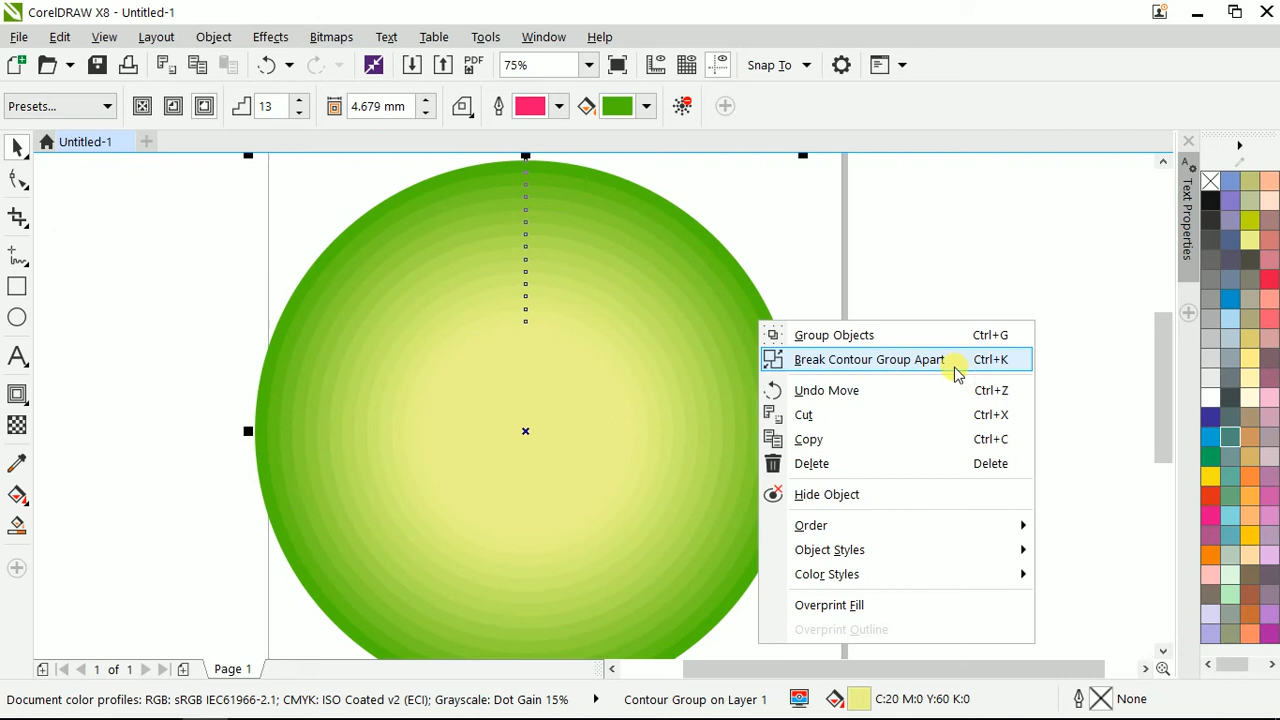 CorelDRAW X8 - Untitled-1
File Edit View Layout Object Effects Bitmaps Text Table Tools Window Help
PDF 75% Snap To
Presets... 13 4.679 mm
Untitled-1
Text Properties
Group Objects Ctrl+G
Break Contour Group Apart Ctrl+K
Undo Move Ctrl+Z
Cut Ctrl+X
Copy Ctrl+C
Delete Delete
Hide Object
Order
Object Styles
Color Styles
Overprint Fill
Overprint Outline
1 of 1 Page 1
Document color profiles: RGB: sRGB IEC61966-2.1; CMYK: ISO Coated v2 (ECI); Grayscale: Dot Gain 15% Contour Group on Layer 1 C:20 M:0 Y:60 K:0 None